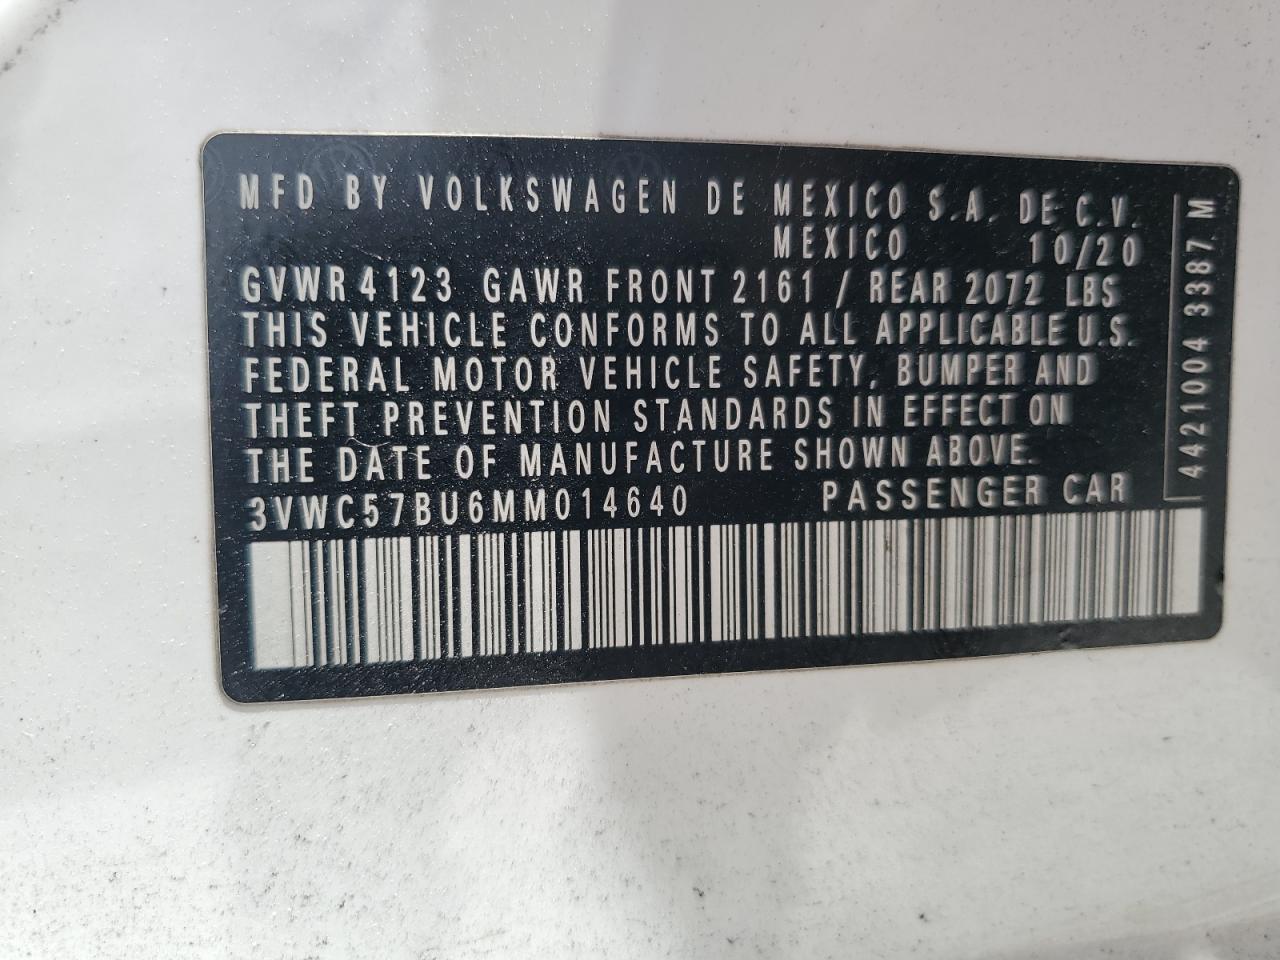 MFD BY VOLKSWAGEN DE MEXICO S.A. DE C.V.
MEXICO 10/20
GVWR 4123 GAWR FRONT 2161 / REAR 2072 LBS
THIS VEHICLE CONFORMS TO ALL APPLICABLE U.S.
FEDERAL MOTOR VEHICLE SAFETY, BUMPER AND
THEFT PREVENTION STANDARDS IN EFFECT ON
THE DATE OF MANUFACTURE SHOWN ABOVE.
3VWC57BU6MM014640 PASSENGER CAR
4421004 3387 M